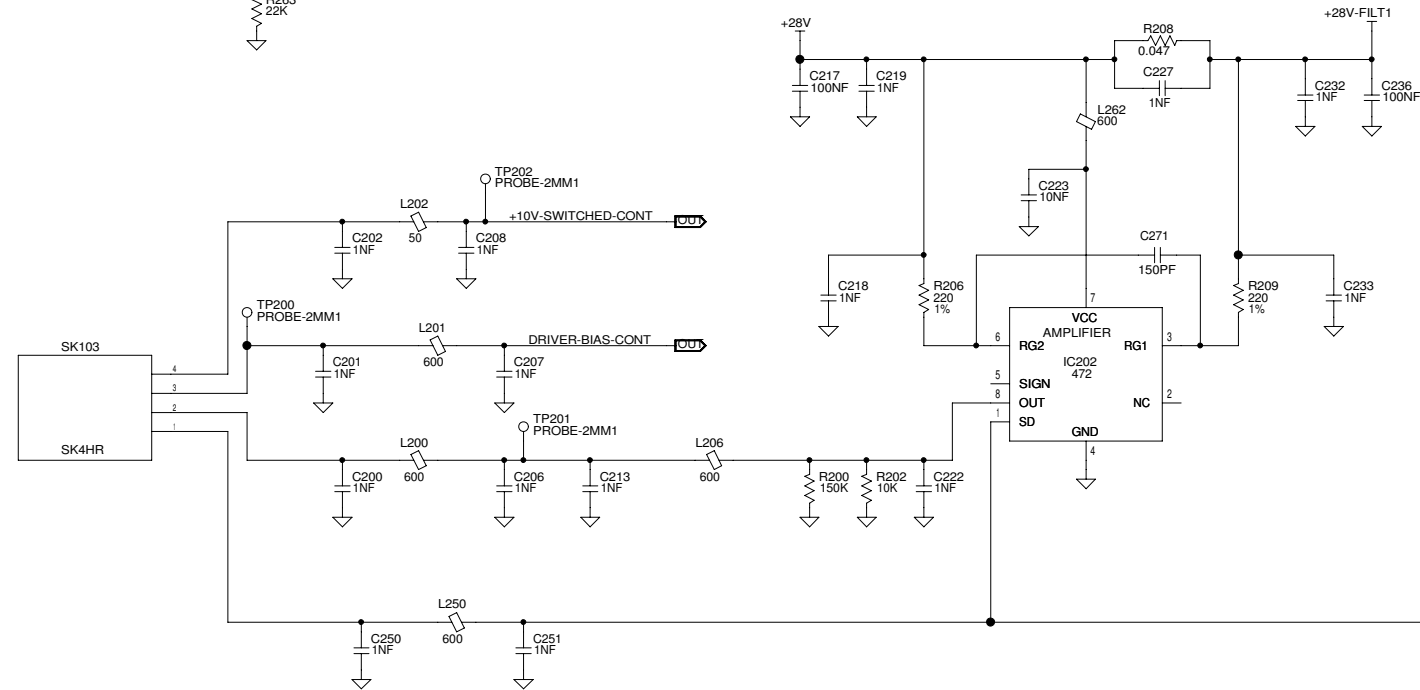 R263
22K
+28V
+28V-FILT1
R208
0.047
C227
1NF
C217
100NF
C219
1NF
C232
1NF
C236
100NF
L262
600
TP202
PROBE-2MM1
C223
10NF
L202
50
+10V-SWITCHED-CONT
OUT
C202
1NF
C208
1NF
C271
150PF
C218
1NF
R206
220
1%
R209
220
1%
C233
1NF
TP200
PROBE-2MM1
7
VCC
AMPLIFIER
L201
600
DRIVER-BIAS-CONT
OUT
6
RG2
RG1
3
SK103
C201
1NF
C207
1NF
IC202
472
4
3
2
1
5
SIGN
8
OUT
NC
2
1
SD
TP201
PROBE-2MM1
GND
4
SK4HR
L200
600
L206
600
C200
1NF
C206
1NF
C213
1NF
R200
150K
R202
10K
C222
1NF
L250
600
C250
1NF
C251
1NF